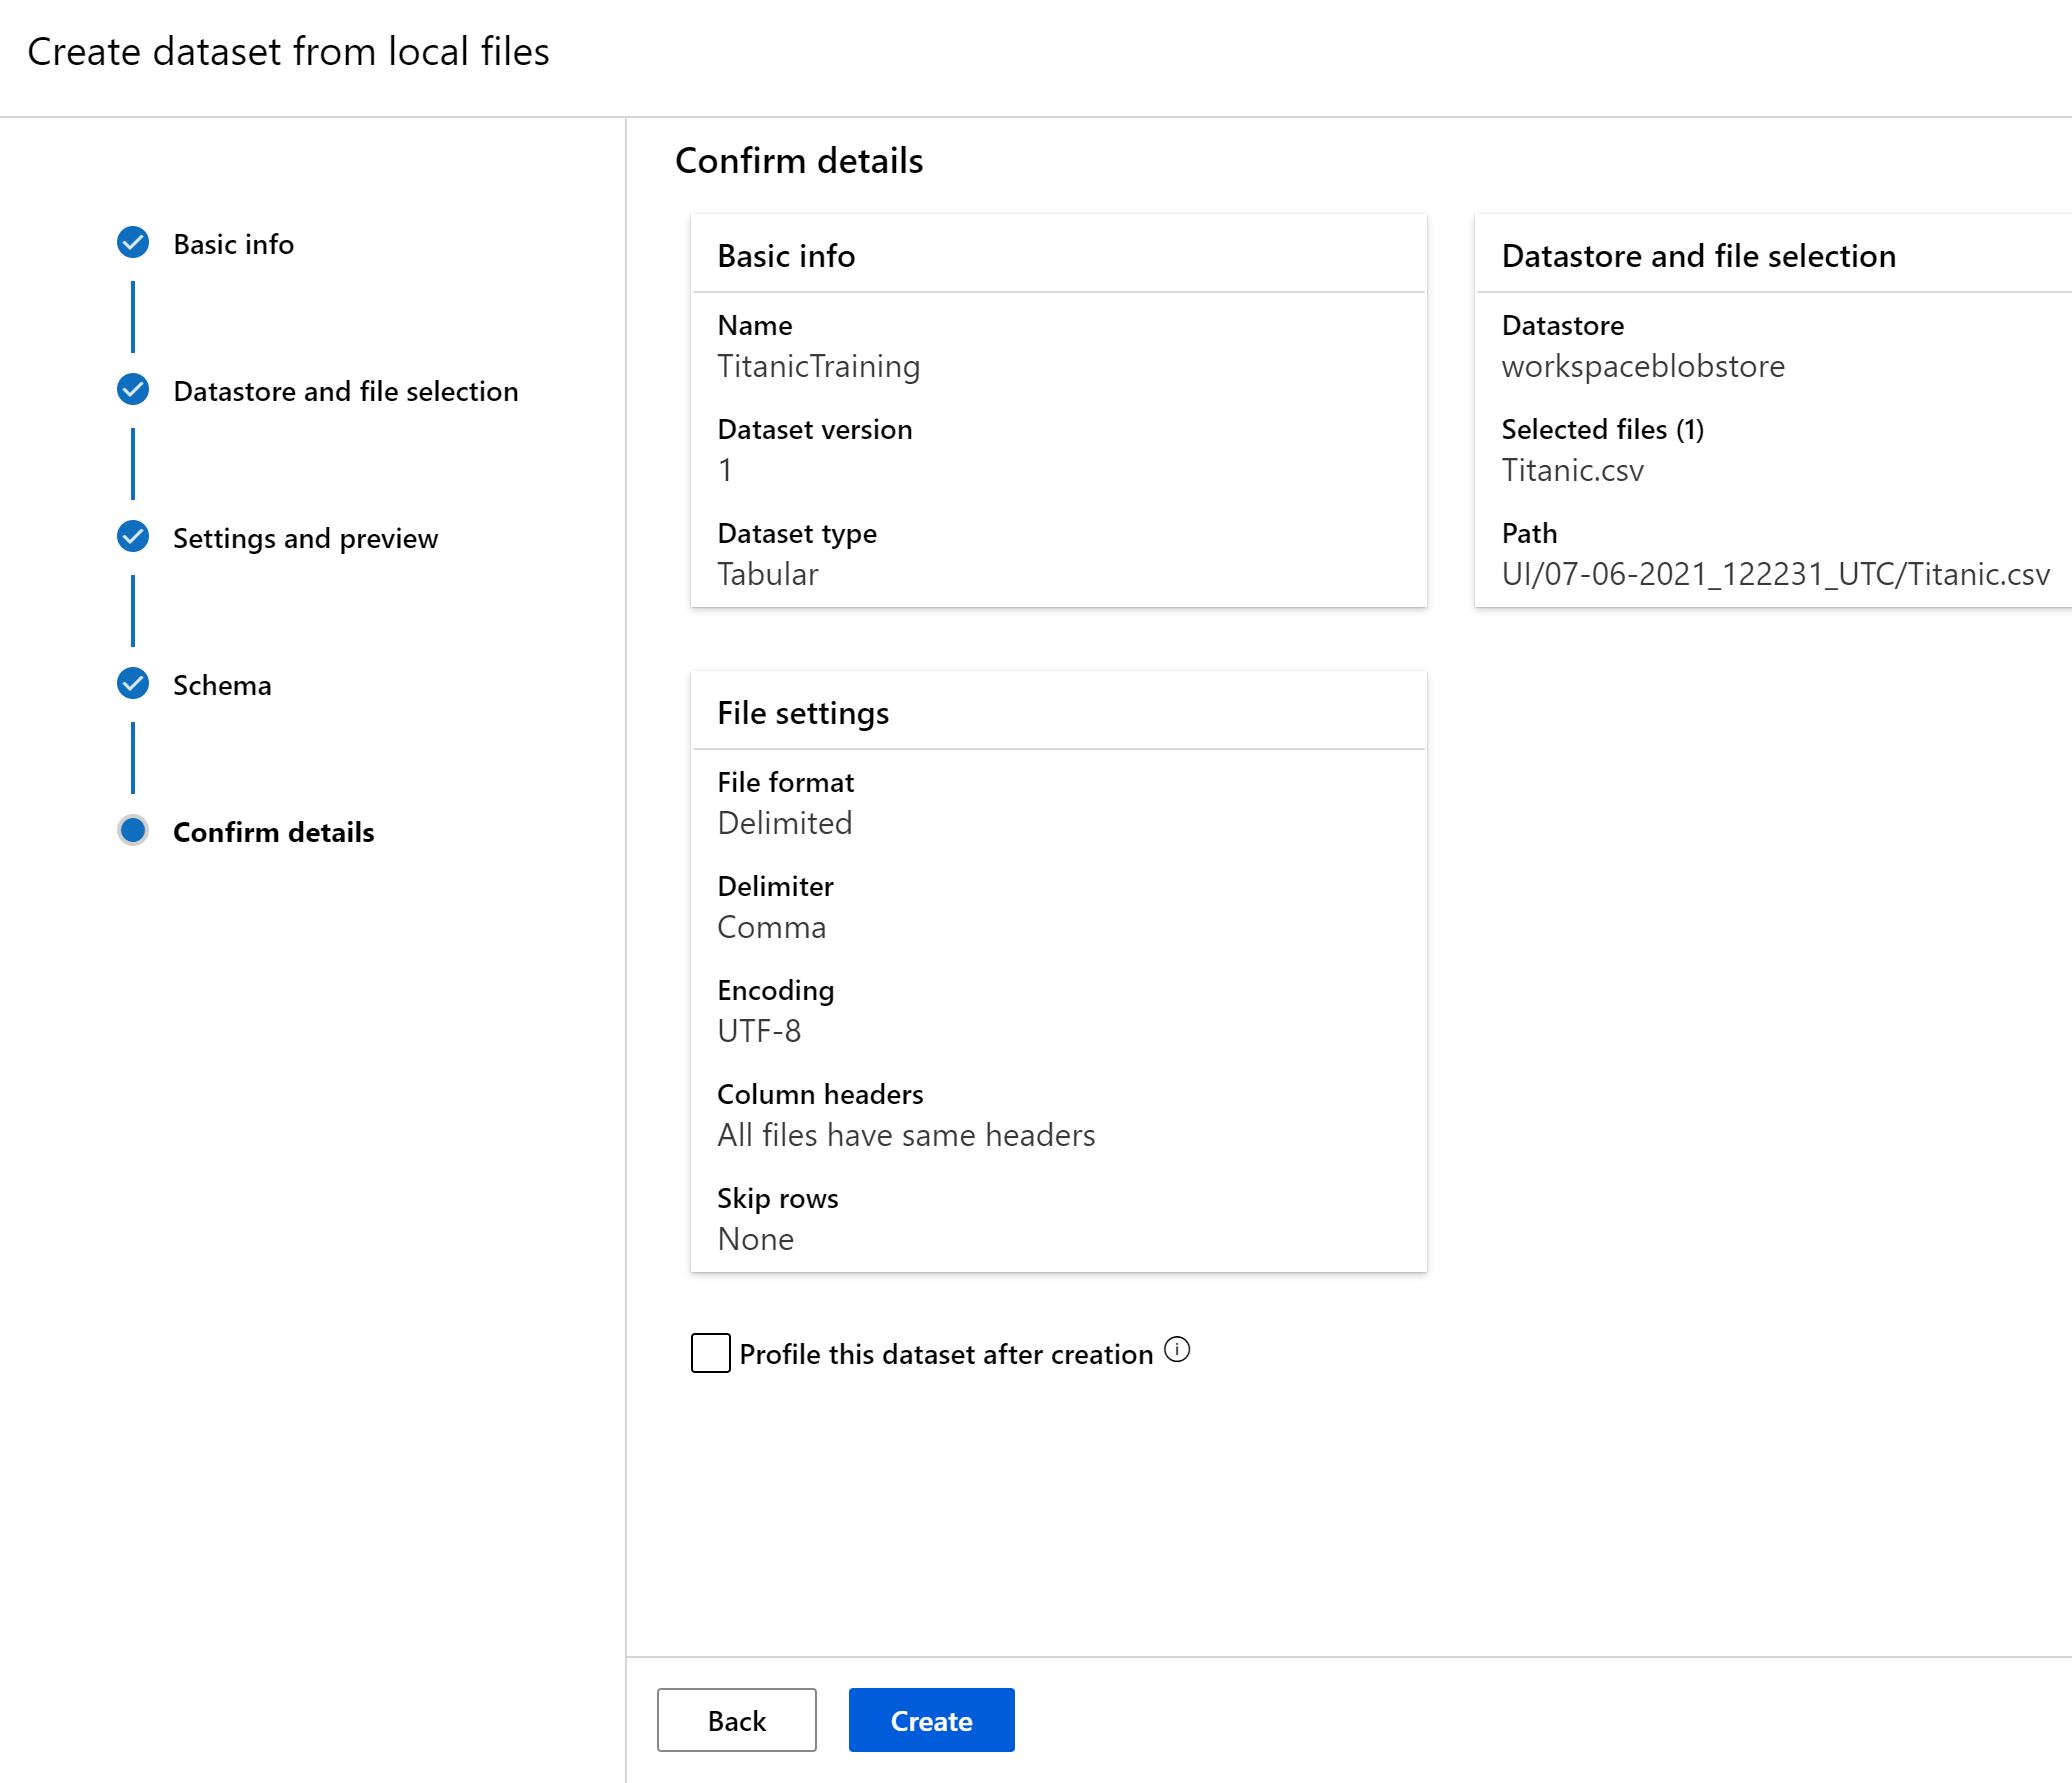 Create dataset from local files
Basic info
Datastore and file selection
Settings and preview
Schema
Confirm details
Confirm details
Basic info
Name
TitanicTraining
Dataset version
1
Dataset type
Tabular
Datastore and file selection
Datastore
workspaceblobstore
Selected files (1)
Titanic.csv
Path
UI/07-06-2021_122231_UTC/Titanic.csv
File settings
File format
Delimited
Delimiter
Comma
Encoding
UTF-8
Column headers
All files have same headers
Skip rows
None
Profile this dataset after creation
Back
Create